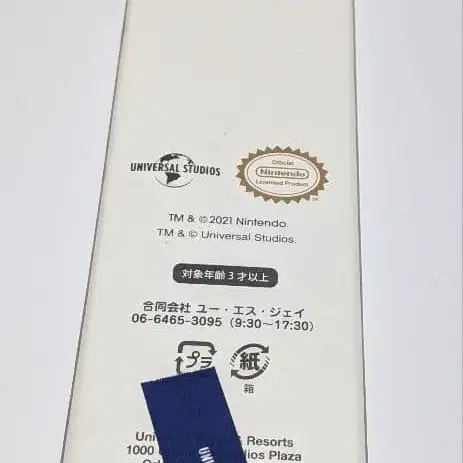 UNIVERSAL STUDIOS
Official
Nintendo
Licensed Product
TM & © 2021 Nintendo.
TM & © Universal Studios.
対象年齢3才以上
合同会社 ユー・エス・ジェイ
06-6465-3095 (9:30～17:30)
プラ
紙
箱
Resorts
1000
Plaza
UNI